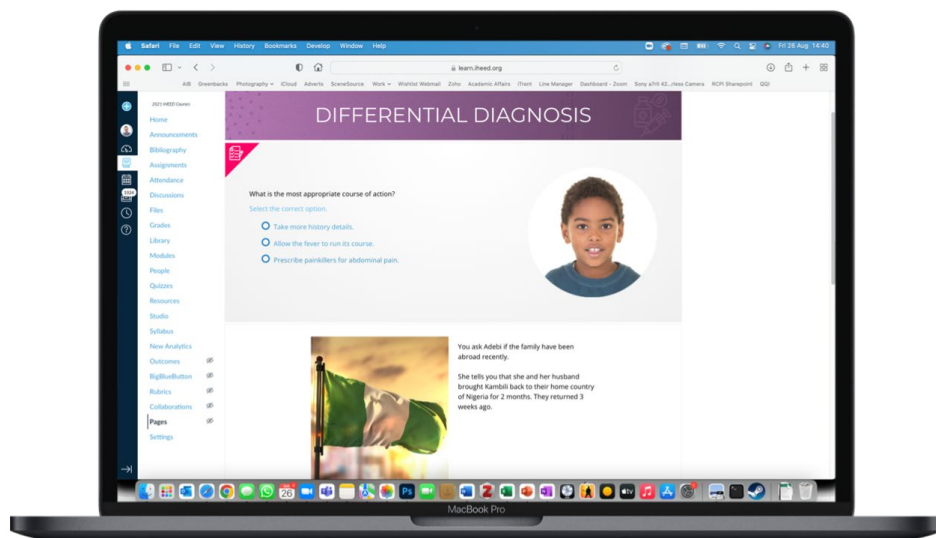 Safari File Edit View History Bookmarks Develop Window Help
Fri 26 Aug 14:40
learn.iheed.org
AIB Greenbacks Photography iCloud Adverts SceneSource Work Wishlist Webmail Zoho Academic Affairs iTrent Line Manager Dashboard - Zoom RCPI Sharepoint QQI
2021 iHEED Courses
Home
Announcements
Bibliography
Assignments
Attendance
Discussions
Files
Grades
Library
Modules
People
Quizzes
Resources
Studio
Syllabus
New Analytics
Outcomes
BigBlueButton
Rubrics
Collaborations
Pages
Settings
DIFFERENTIAL DIAGNOSIS
What is the most appropriate course of action?
Select the correct option.
Take more history details.
Allow the fever to run its course.
Prescribe painkillers for abdominal pain.
You ask Adebi if the family have been
abroad recently.
She tells you that she and her husband
brought Kambili back to their home country
of Nigeria for 2 months. They returned 3
weeks ago.
26
Ps
tv
MacBook Pro